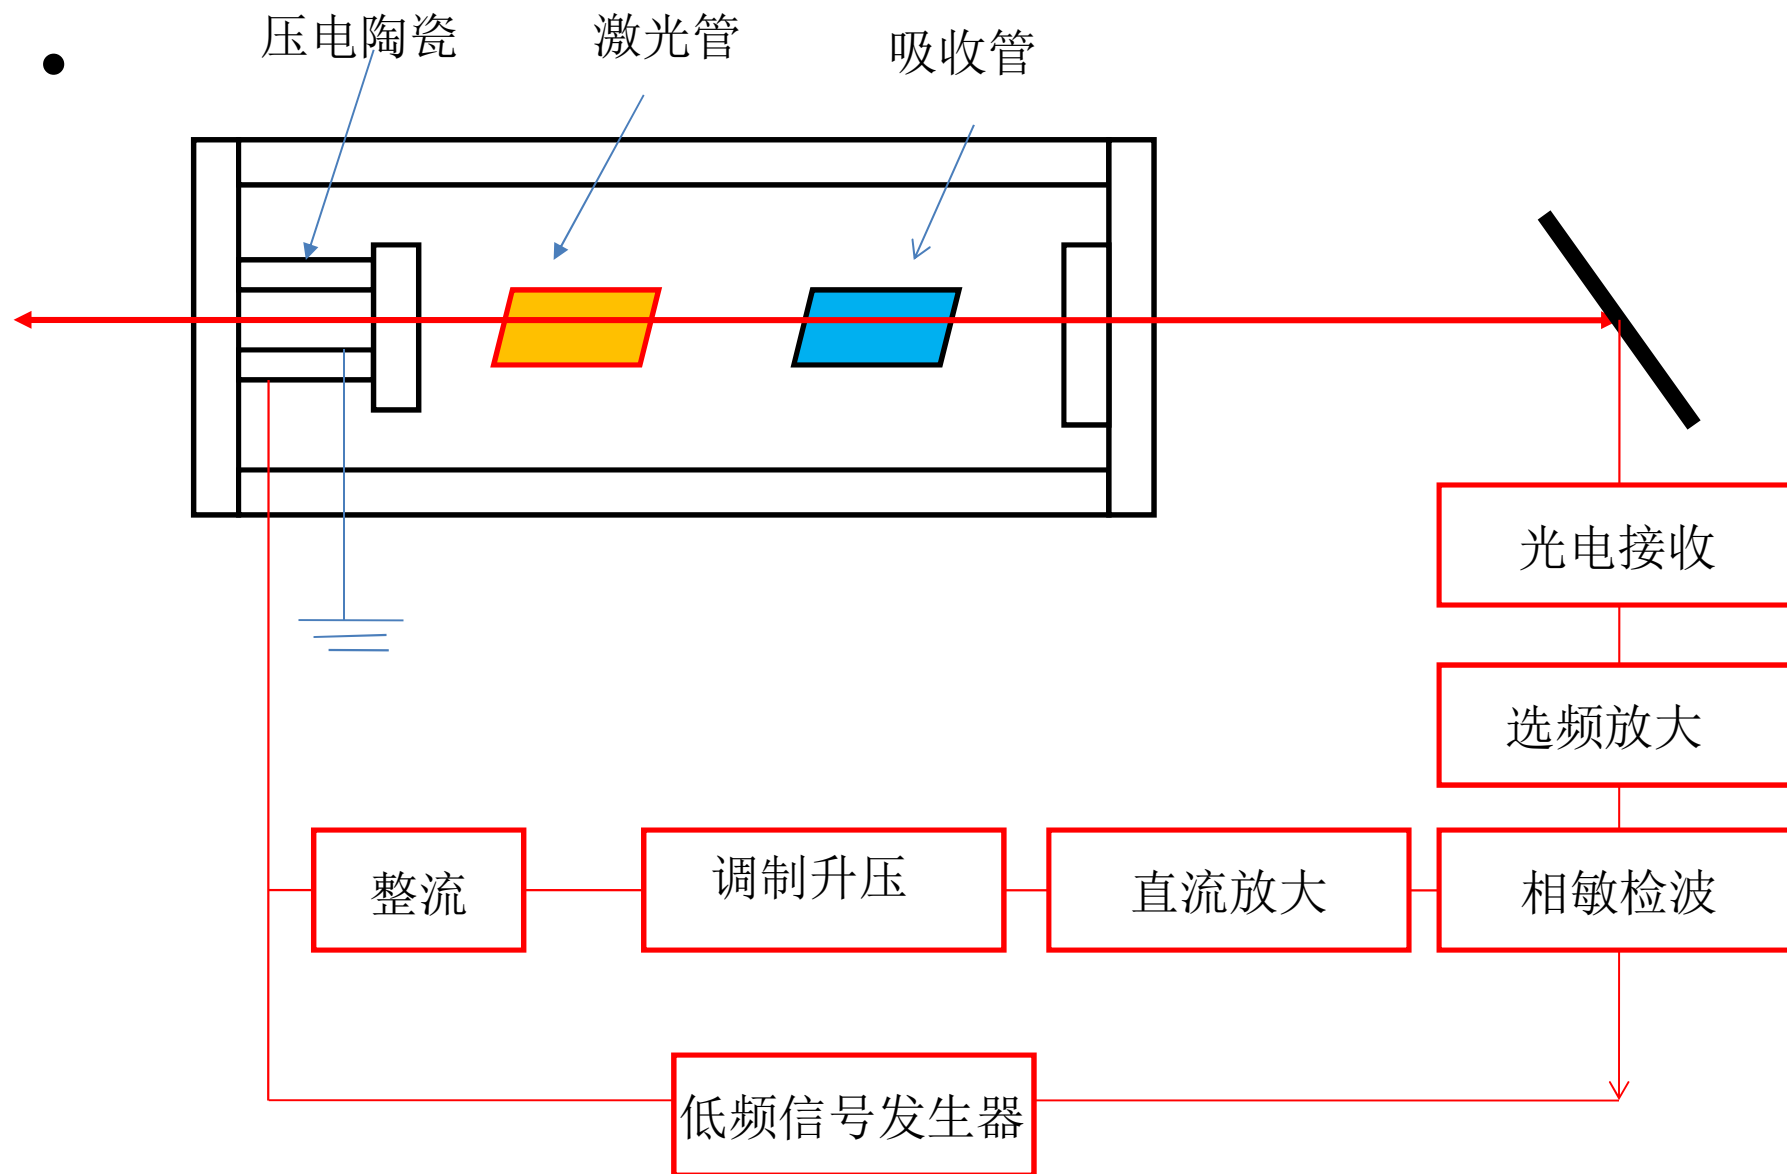 压电陶瓷
激光管
吸收管
光电接收
选频放大
整流
调制升压
直流放大
相敏检波
低频信号发生器